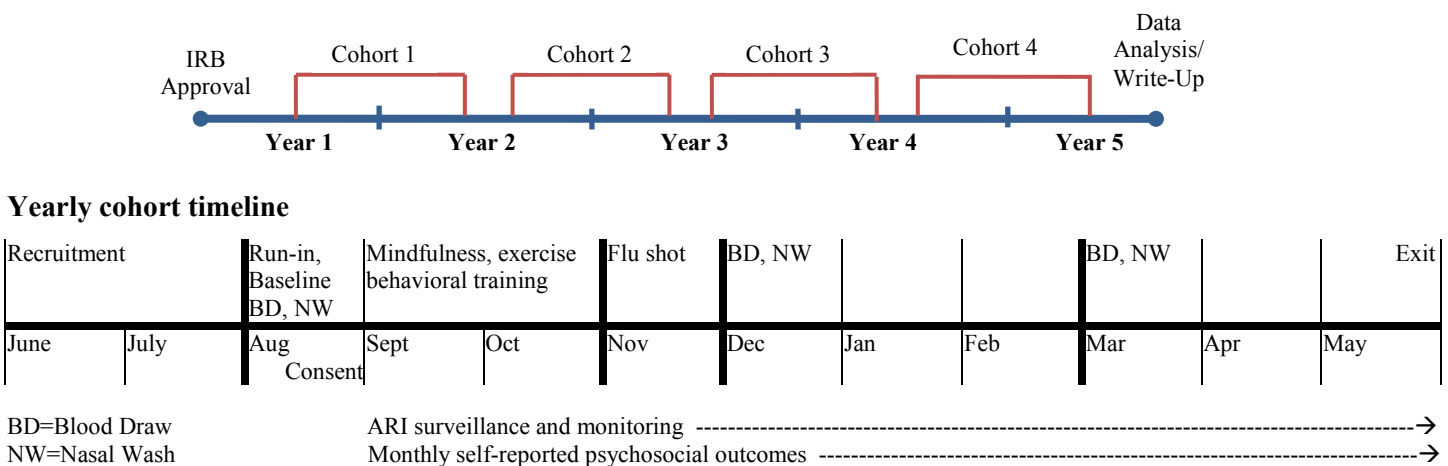 IRB
Approval
Cohort 1
Cohort 2
Cohort 3
Cohort 4
Data
Analysis/
Write-Up
Year 1
Year 2
Year 3
Year 4
Year 5
Yearly cohort timeline
Recruitment
Run-in,
Baseline
BD, NW
Mindfulness, exercise
behavioral training
Flu shot
BD, NW
BD, NW
Exit
June
July
Aug
Consent
Sept
Oct
Nov
Dec
Jan
Feb
Mar
Apr
May
BD=Blood Draw
NW=Nasal Wash
ARI surveillance and monitoring
Monthly self-reported psychosocial outcomes